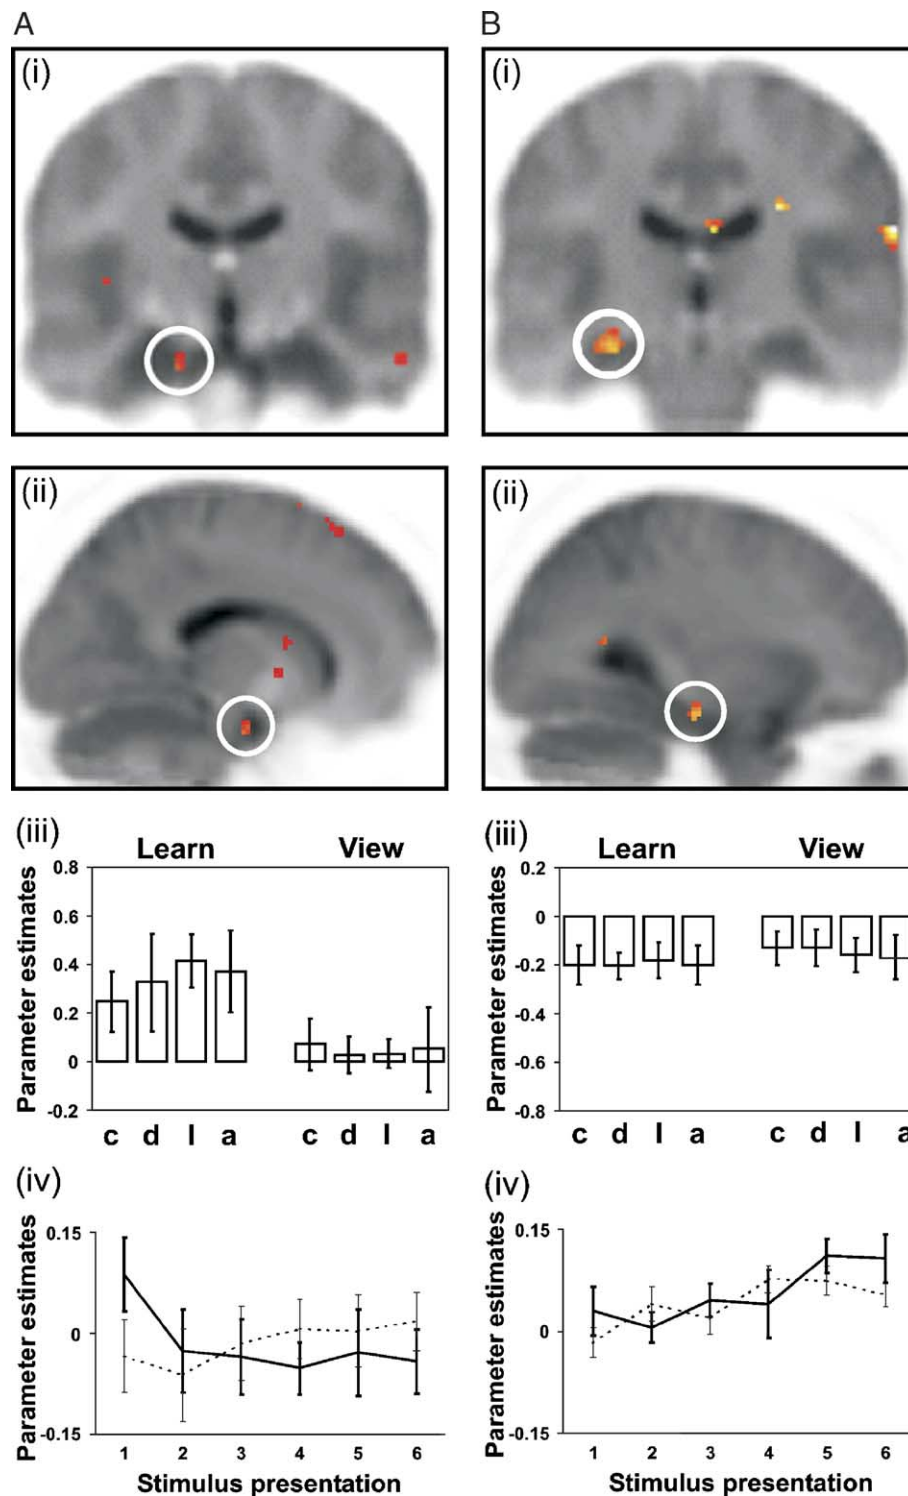 A
B
(i)
(i)
(ii)
(ii)
(iii)
Learn
View
Parameter estimates
0.8
0.6
0.4
0.2
0
-0.2
c d l a
c d l a
(iii)
Learn
View
Parameter estimates
0.2
0
-0.2
-0.4
-0.6
-0.8
c d l a
c d l a
(iv)
Parameter estimates
0.15
0
-0.15
1 2 3 4 5 6
Stimulus presentation
(iv)
Parameter estimates
0.15
0
-0.15
1 2 3 4 5 6
Stimulus presentation